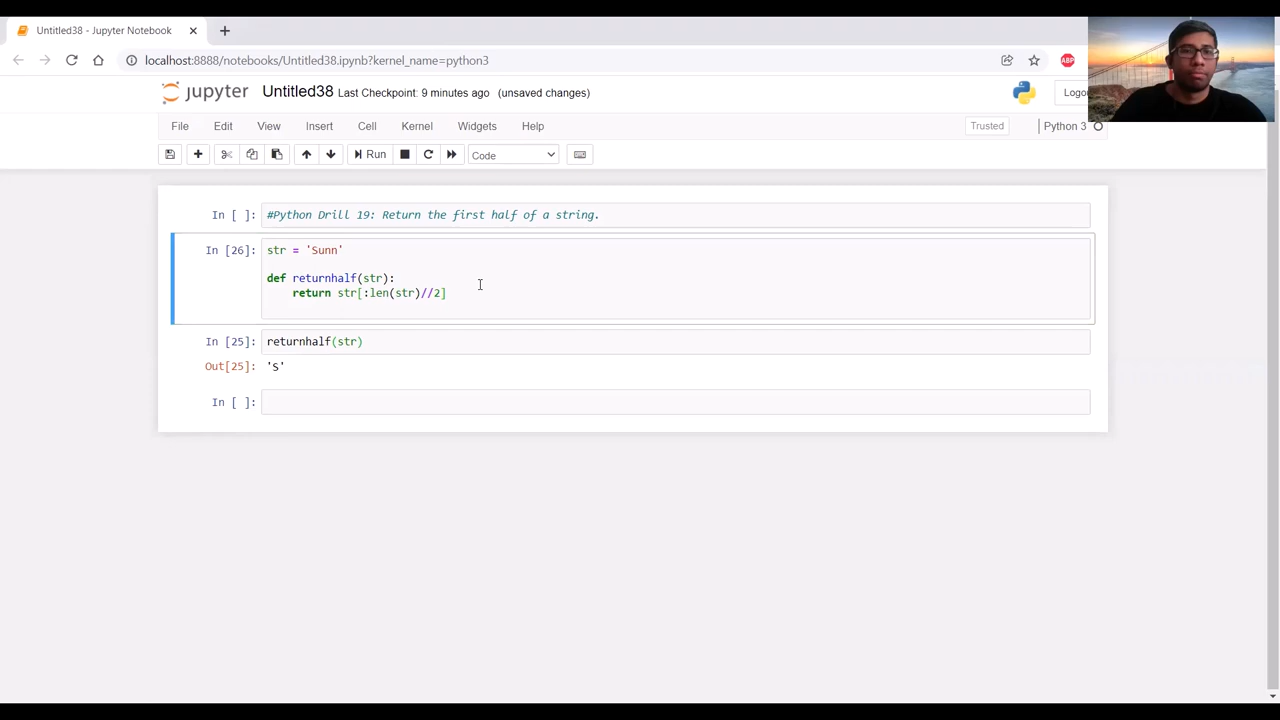 Untitled38 - Jupyter Notebook
localhost:8888/notebooks/Untitled38.ipynb?kernel_name=python3
ABP
jupyter Untitled38 Last Checkpoint: 9 minutes ago (unsaved changes)
Logo
File Edit View Insert Cell Kernel Widgets Help
Trusted
Python 3
Run
Code
In [ ]: #Python Drill 19: Return the first half of a string.
In [26]: str = 'Sunn'
def returnhalf(str):
return str[:len(str)//2]
In [25]: returnhalf(str)
Out[25]: 'S'
In [ ]: